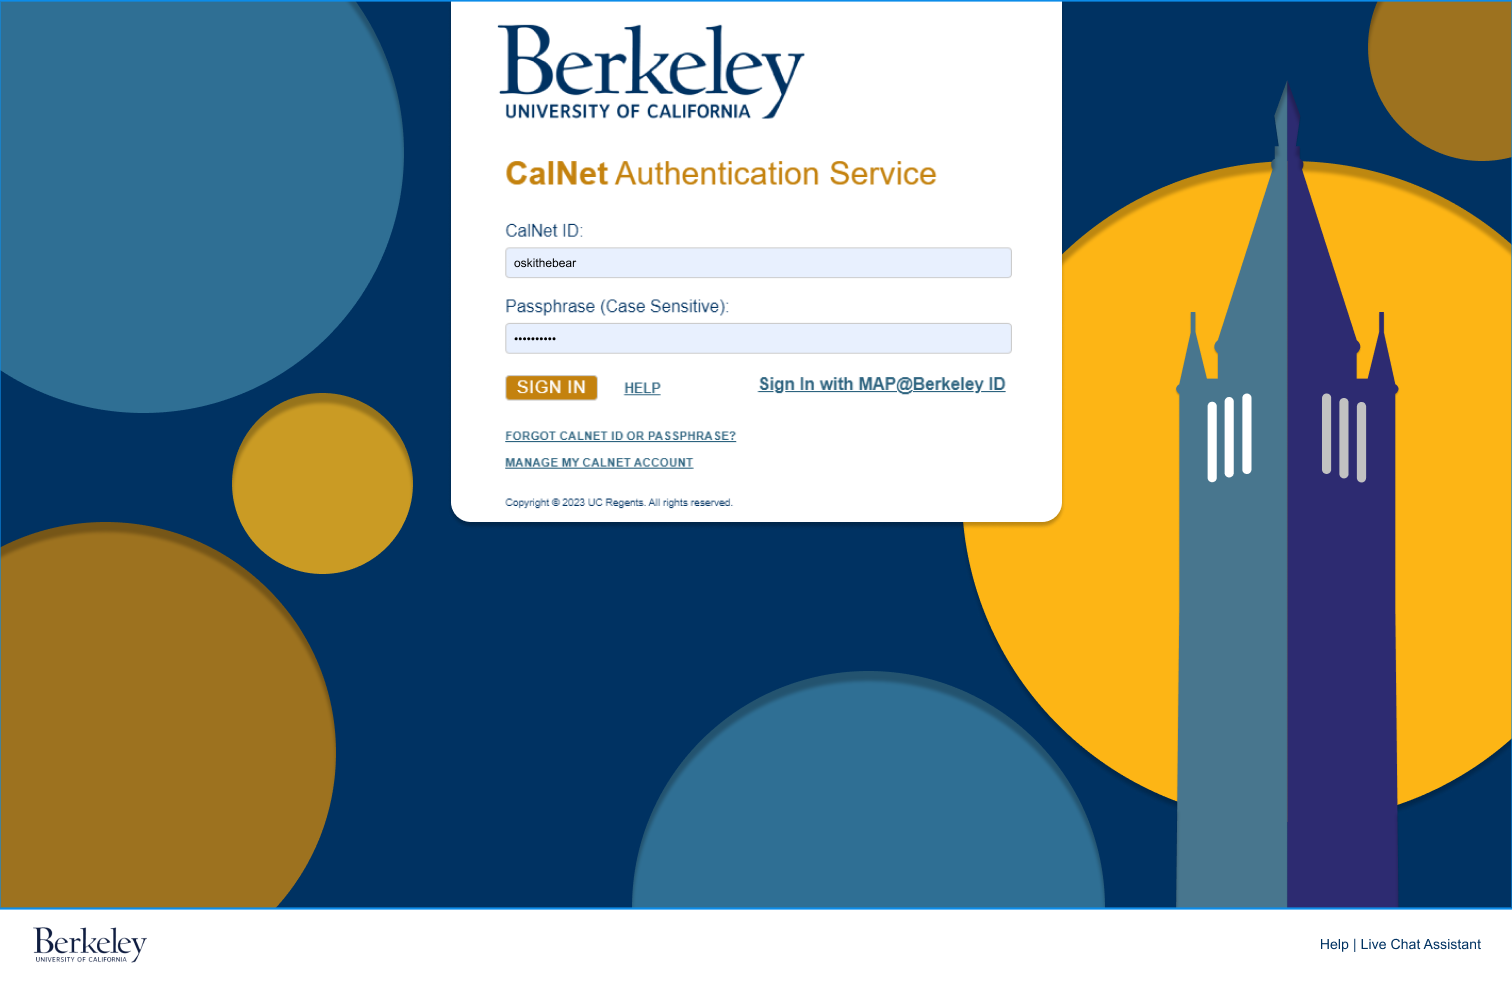 Berkeley
UNIVERSITY OF CALIFORNIA
CalNet Authentication Service
CalNet ID:
oskithebear
Passphrase (Case Sensitive):
••••••••••
SIGN IN HELP Sign In with MAP@Berkeley ID
FORGOT CALNET ID OR PASSPHRASE?
MANAGE MY CALNET ACCOUNT
Copyright © 2023 UC Regents. All rights reserved.
Berkeley
UNIVERSITY OF CALIFORNIA
Help | Live Chat Assistant